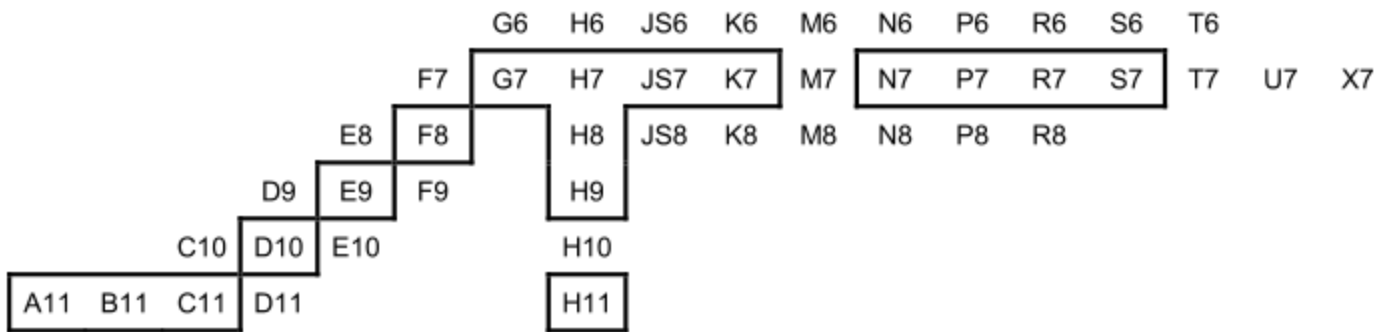 G6 H6 JS6 K6 M6 N6 P6 R6 S6 T6
F7 G7 H7 JS7 K7 M7 N7 P7 R7 S7 T7 U7 X7
E8 F8 H8 JS8 K8 M8 N8 P8 R8
D9 E9 F9 H9
C10 D10 E10 H10
A11 B11 C11 D11 H11